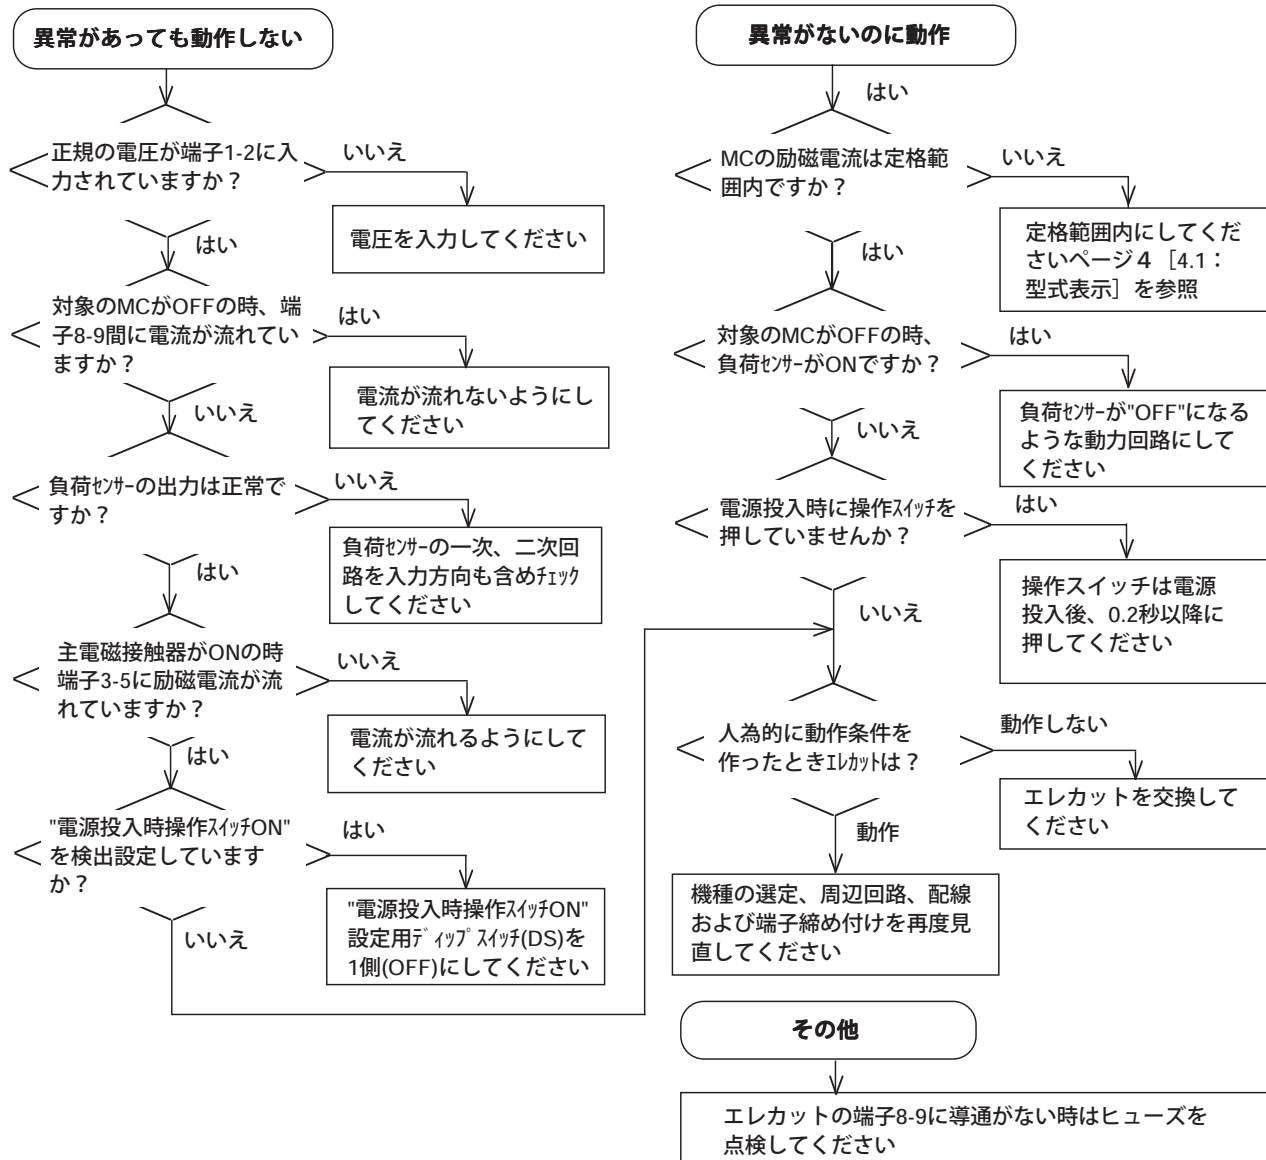 異常があっても動作しない
正規の電圧が端子1-2に入
力されていますか？
いいえ
電圧を入力してください
はい
対象のMCがOFFの時、端
子8-9間に電流が流れてい
ますか？
はい
電流が流れないようにし
てください
いいえ
負荷ｾﾝｻｰの出力は正常で
すか？
いいえ
負荷ｾﾝｻｰの一次、二次回
路を入力方向も含めﾁｪｯｸ
してください
はい
主電磁接触器がONの時
端子3-5に励磁電流が流
れていますか？
いいえ
電流が流れるようにして
ください
はい
"電源投入時操作ｽｲｯﾁON"
を検出設定しています
か？
はい
"電源投入時操作ｽｲｯﾁON"
設定用ﾃﾞｨｯﾌﾟｽｲｯﾁ(DS)を
1側(OFF)にしてください
いいえ
異常がないのに動作
はい
MCの励磁電流は定格範
囲内ですか？
いいえ
定格範囲内にしてくだ
さいページ４［4.1：
型式表示］を参照
はい
対象のMCがOFFの時、
負荷ｾﾝｻｰがONですか？
はい
負荷ｾﾝｻｰが"OFF"になる
ような動力回路にして
ください
いいえ
電源投入時に操作ｽｲｯﾁを
押していませんか？
はい
操作スイッチは電源
投入後、0.2秒以降に
押してください
いいえ
人為的に動作条件を
作ったときｴﾚｶｯﾄは？
動作しない
エレカットを交換して
ください
動作
機種の選定、周辺回路、配線
および端子締め付けを再度見
直してください
その他
エレカットの端子8-9に導通がない時はヒューズを
点検してください